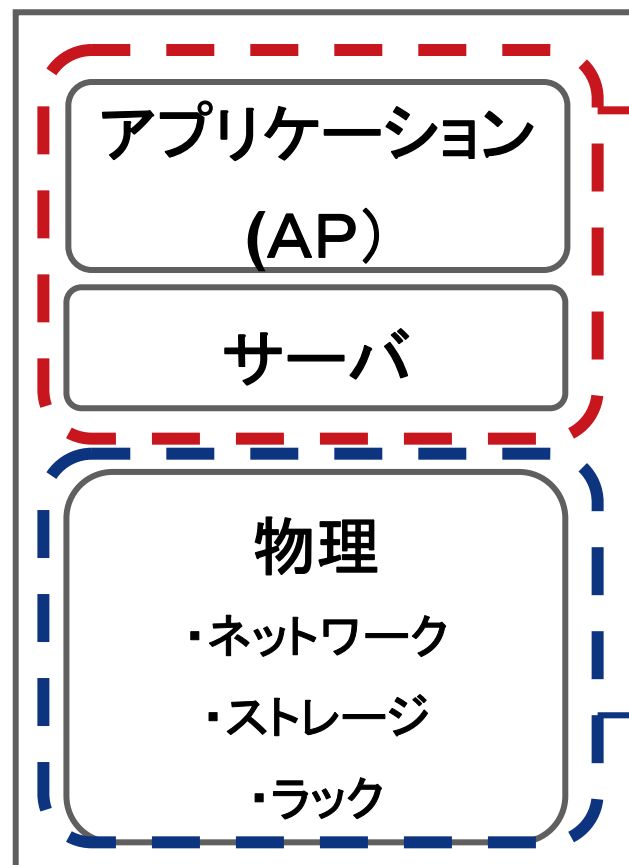 アプリケーション
(AP）
サーバ
物理
・ネットワーク
・ストレージ
・ラック